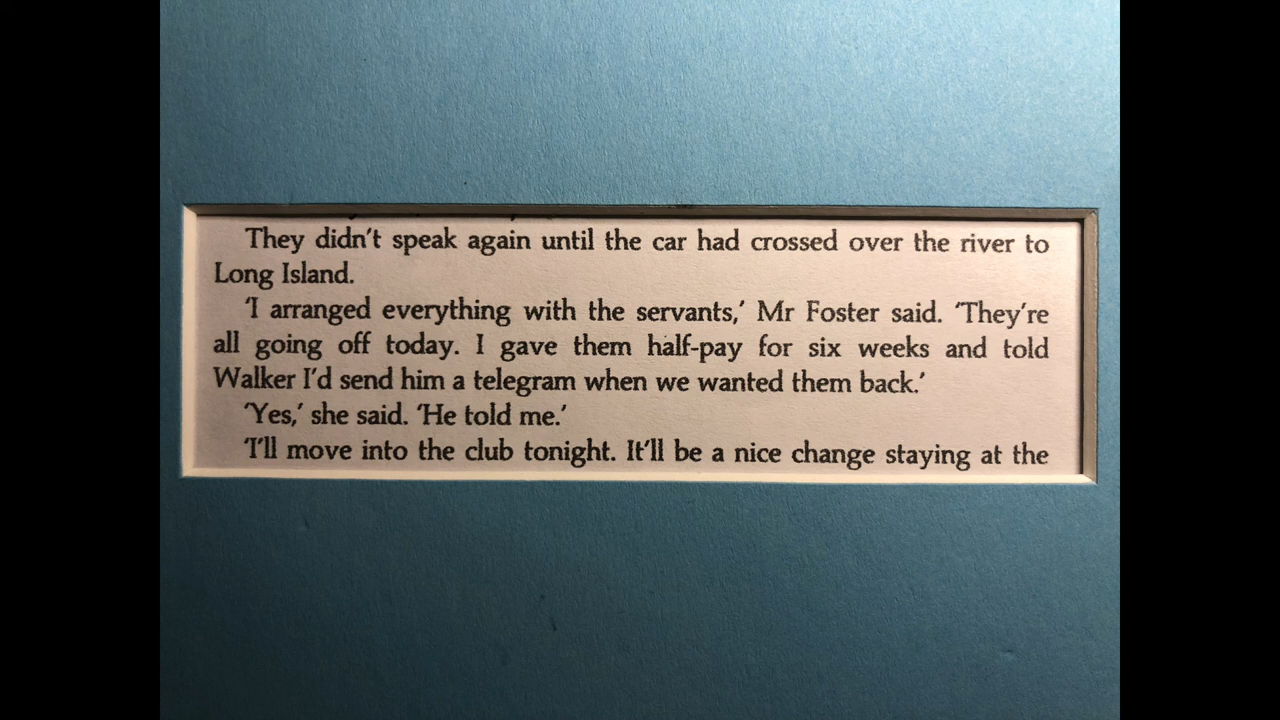 They didn't speak again until the car had crossed over the river to
Long Island.
'I arranged everything with the servants,' Mr Foster said. 'They're
all going off today. I gave them half-pay for six weeks and told
Walker I'd send him a telegram when we wanted them back.'
'Yes,' she said. 'He told me.'
'I'll move into the club tonight. It'll be a nice change staying at the